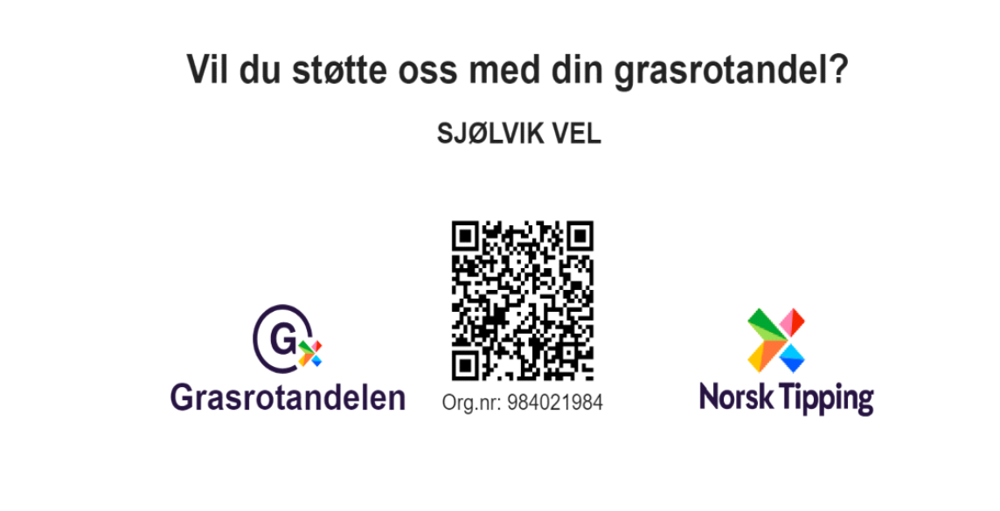 Vil du støtte oss med din grasrotandel?
SJØLVIK VEL
G
Grasrotandelen
Org.nr: 984021984
Norsk Tipping